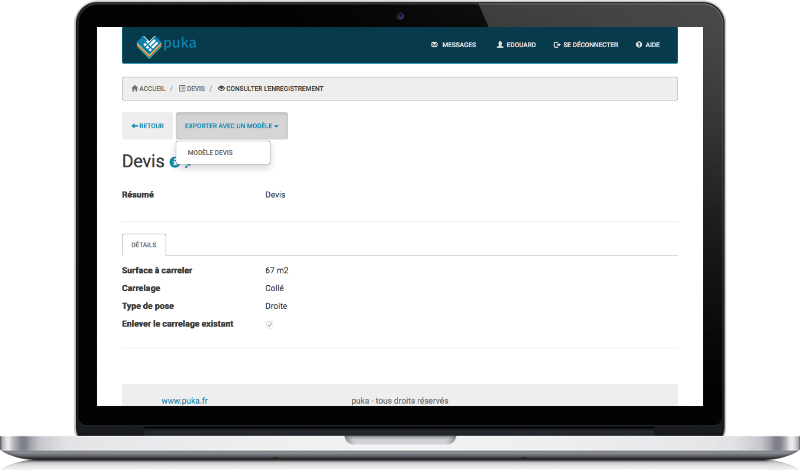 puka
MESSAGES EDOUARD SE DÉCONNECTER AIDE
ACCUEIL / DEVIS / CONSULTER L'ENREGISTREMENT
RETOUR EXPORTER AVEC UN MODÈLE
MODÈLE DEVIS
Devis
Résumé Devis
DÉTAILS
Surface à carreler 67 m2
Carrelage Collé
Type de pose Droite
Enlever le carrelage existant
www.puka.fr puka - tous droits réservés